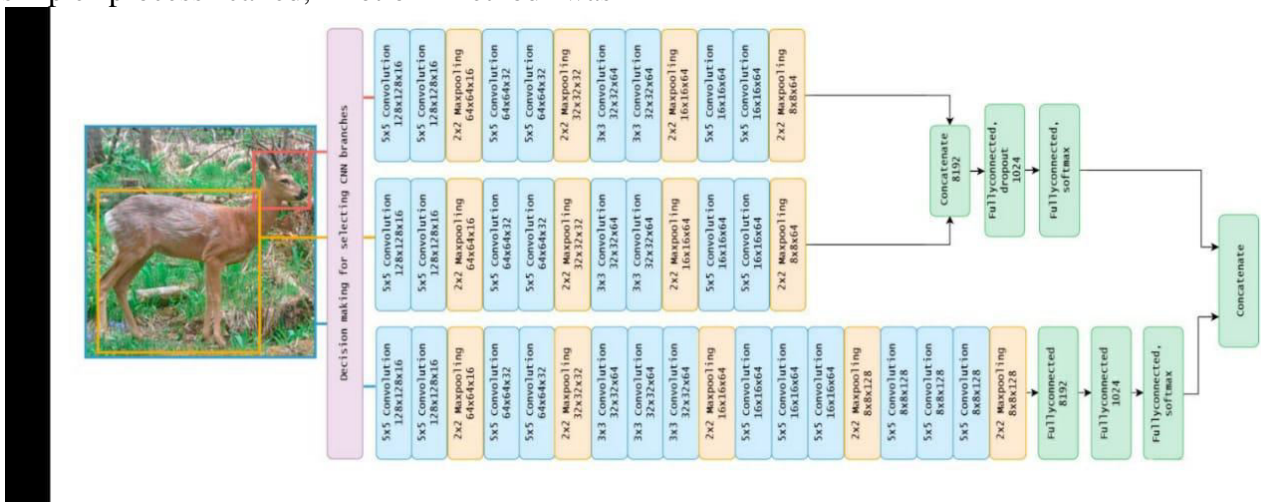 Decision making for selecting CNN branches
5x5 Convolution
128x128x16
5x5 Convolution
128x128x16
2x2 Maxpooling
64x64x16
5x5 Convolution
64x64x32
5x5 Convolution
64x64x32
2x2 Maxpooling
32x32x32
3x3 Convolution
32x32x64
3x3 Convolution
32x32x64
2x2 Maxpooling
16x16x64
5x5 Convolution
16x16x64
5x5 Convolution
16x16x64
2x2 Maxpooling
8x8x64
5x5 Convolution
128x128x16
5x5 Convolution
128x128x16
2x2 Maxpooling
64x64x16
5x5 Convolution
64x64x32
5x5 Convolution
64x64x32
2x2 Maxpooling
32x32x32
3x3 Convolution
32x32x64
3x3 Convolution
32x32x64
2x2 Maxpooling
16x16x64
5x5 Convolution
16x16x64
5x5 Convolution
16x16x64
2x2 Maxpooling
8x8x64
Concatenate
8192
Fullyconnected,
dropout
1024
Fullyconnected,
softmax
5x5 Convolution
128x128x16
5x5 Convolution
128x128x16
2x2 Maxpooling
64x64x16
5x5 Convolution
64x64x32
5x5 Convolution
64x64x32
2x2 Maxpooling
32x32x32
3x3 Convolution
32x32x64
3x3 Convolution
32x32x64
3x3 Convolution
32x32x64
2x2 Maxpooling
16x16x64
5x5 Convolution
16x16x64
5x5 Convolution
16x16x64
5x5 Convolution
16x16x64
2x2 Maxpooling
8x8x128
5x5 Convolution
8x8x128
5x5 Convolution
8x8x128
5x5 Convolution
8x8x128
2x2 Maxpooling
8x8x128
Fullyconnected
8192
Fullyconnected
1024
Fullyconnected,
softmax
Concatenate